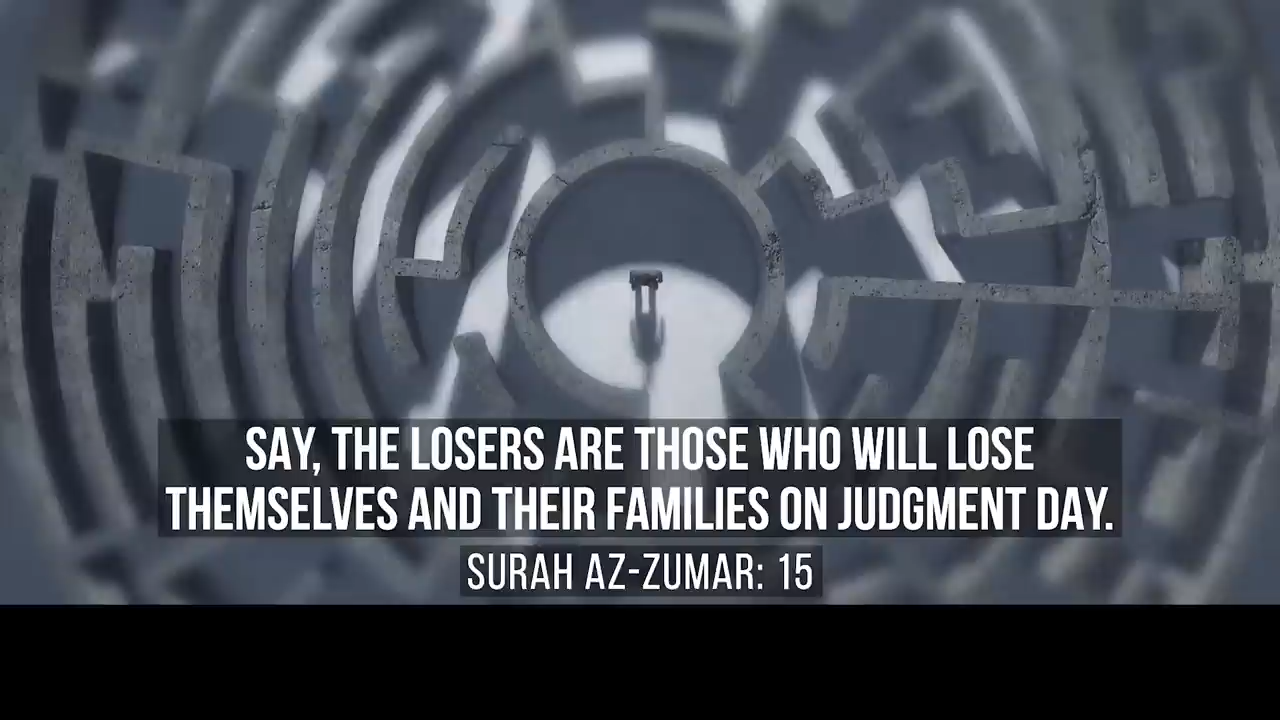 SAY, THE LOSERS ARE THOSE WHO WILL LOSE
THEMSELVES AND THEIR FAMILIES ON JUDGMENT DAY.
SURAH AZ-ZUMAR: 15